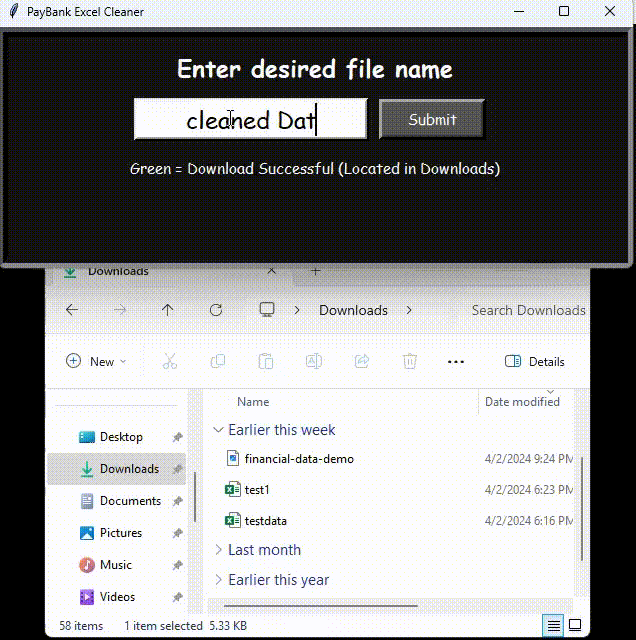 PayBank Excel Cleaner
Enter desired file name
cleaned Dat
Submit
Green = Download Successful (Located in Downloads)
Downloads
Downloads
Search Downloads
New
Details
Name
Date modified
Earlier this week
Desktop
financial-data-demo
4/2/2024 9:24 PM
Downloads
test1
4/2/2024 6:23 PM
Documents
testdata
4/2/2024 6:16 PM
Pictures
Last month
Music
Earlier this year
Videos
58 items
1 item selected 5.33 KB